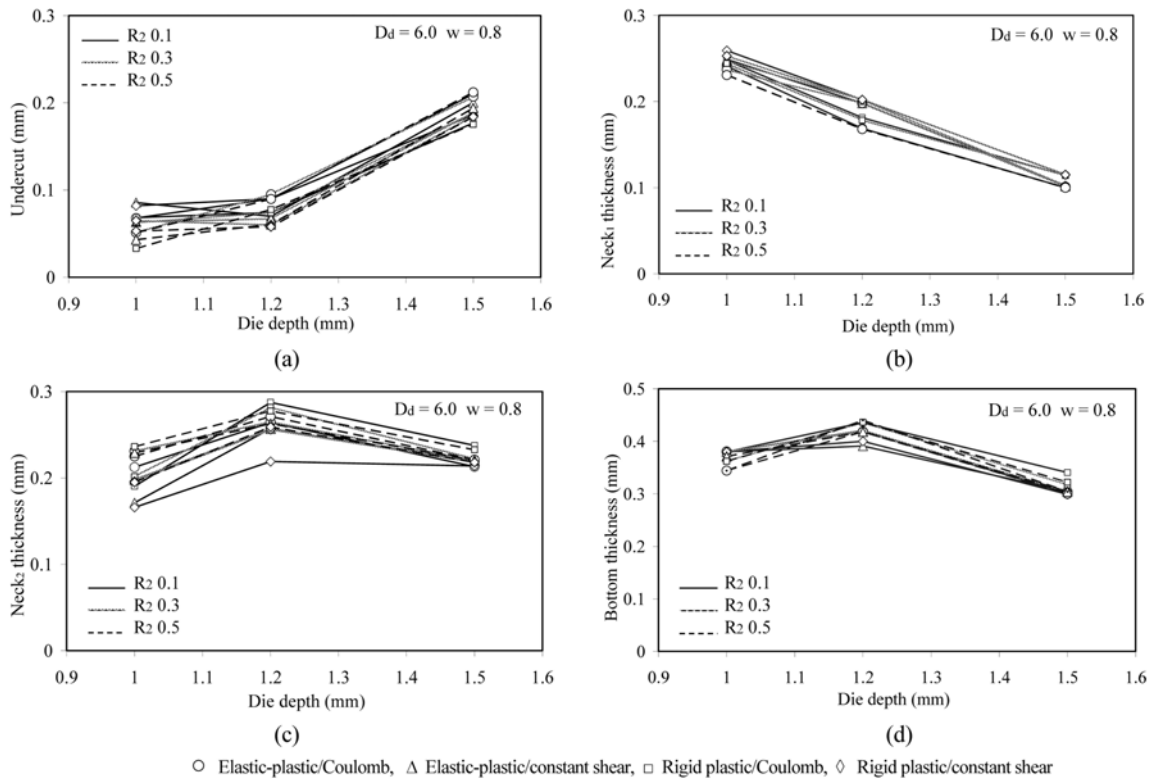 0.3
0.2
0.1
0
Undercut (mm)
R2 0.1
R2 0.3
R2 0.5
Dd = 6.0 w = 0.8
0.9 1 1.1 1.2 1.3 1.4 1.5 1.6
Die depth (mm)
(a)
0.3
0.2
0.1
0
Neck1 thickness (mm)
Dd = 6.0 w = 0.8
R2 0.1
R2 0.3
R2 0.5
0.9 1 1.1 1.2 1.3 1.4 1.5 1.6
Die depth (mm)
(b)
0.3
0.2
0.1
0
Neck2 thickness (mm)
Dd = 6.0 w = 0.8
R2 0.1
R2 0.3
R2 0.5
0.9 1 1.1 1.2 1.3 1.4 1.5 1.6
Die depth (mm)
(c)
0.5
0.4
0.3
0.2
0
Bottom thickness (mm)
Dd = 6.0 w = 0.8
R2 0.1
R2 0.3
R2 0.5
0.9 1 1.1 1.2 1.3 1.4 1.5 1.6
Die depth (mm)
(d)
○ Elastic-plastic/Coulomb, △ Elastic-plastic/constant shear, □ Rigid plastic/Coulomb, ◇ Rigid plastic/constant shear